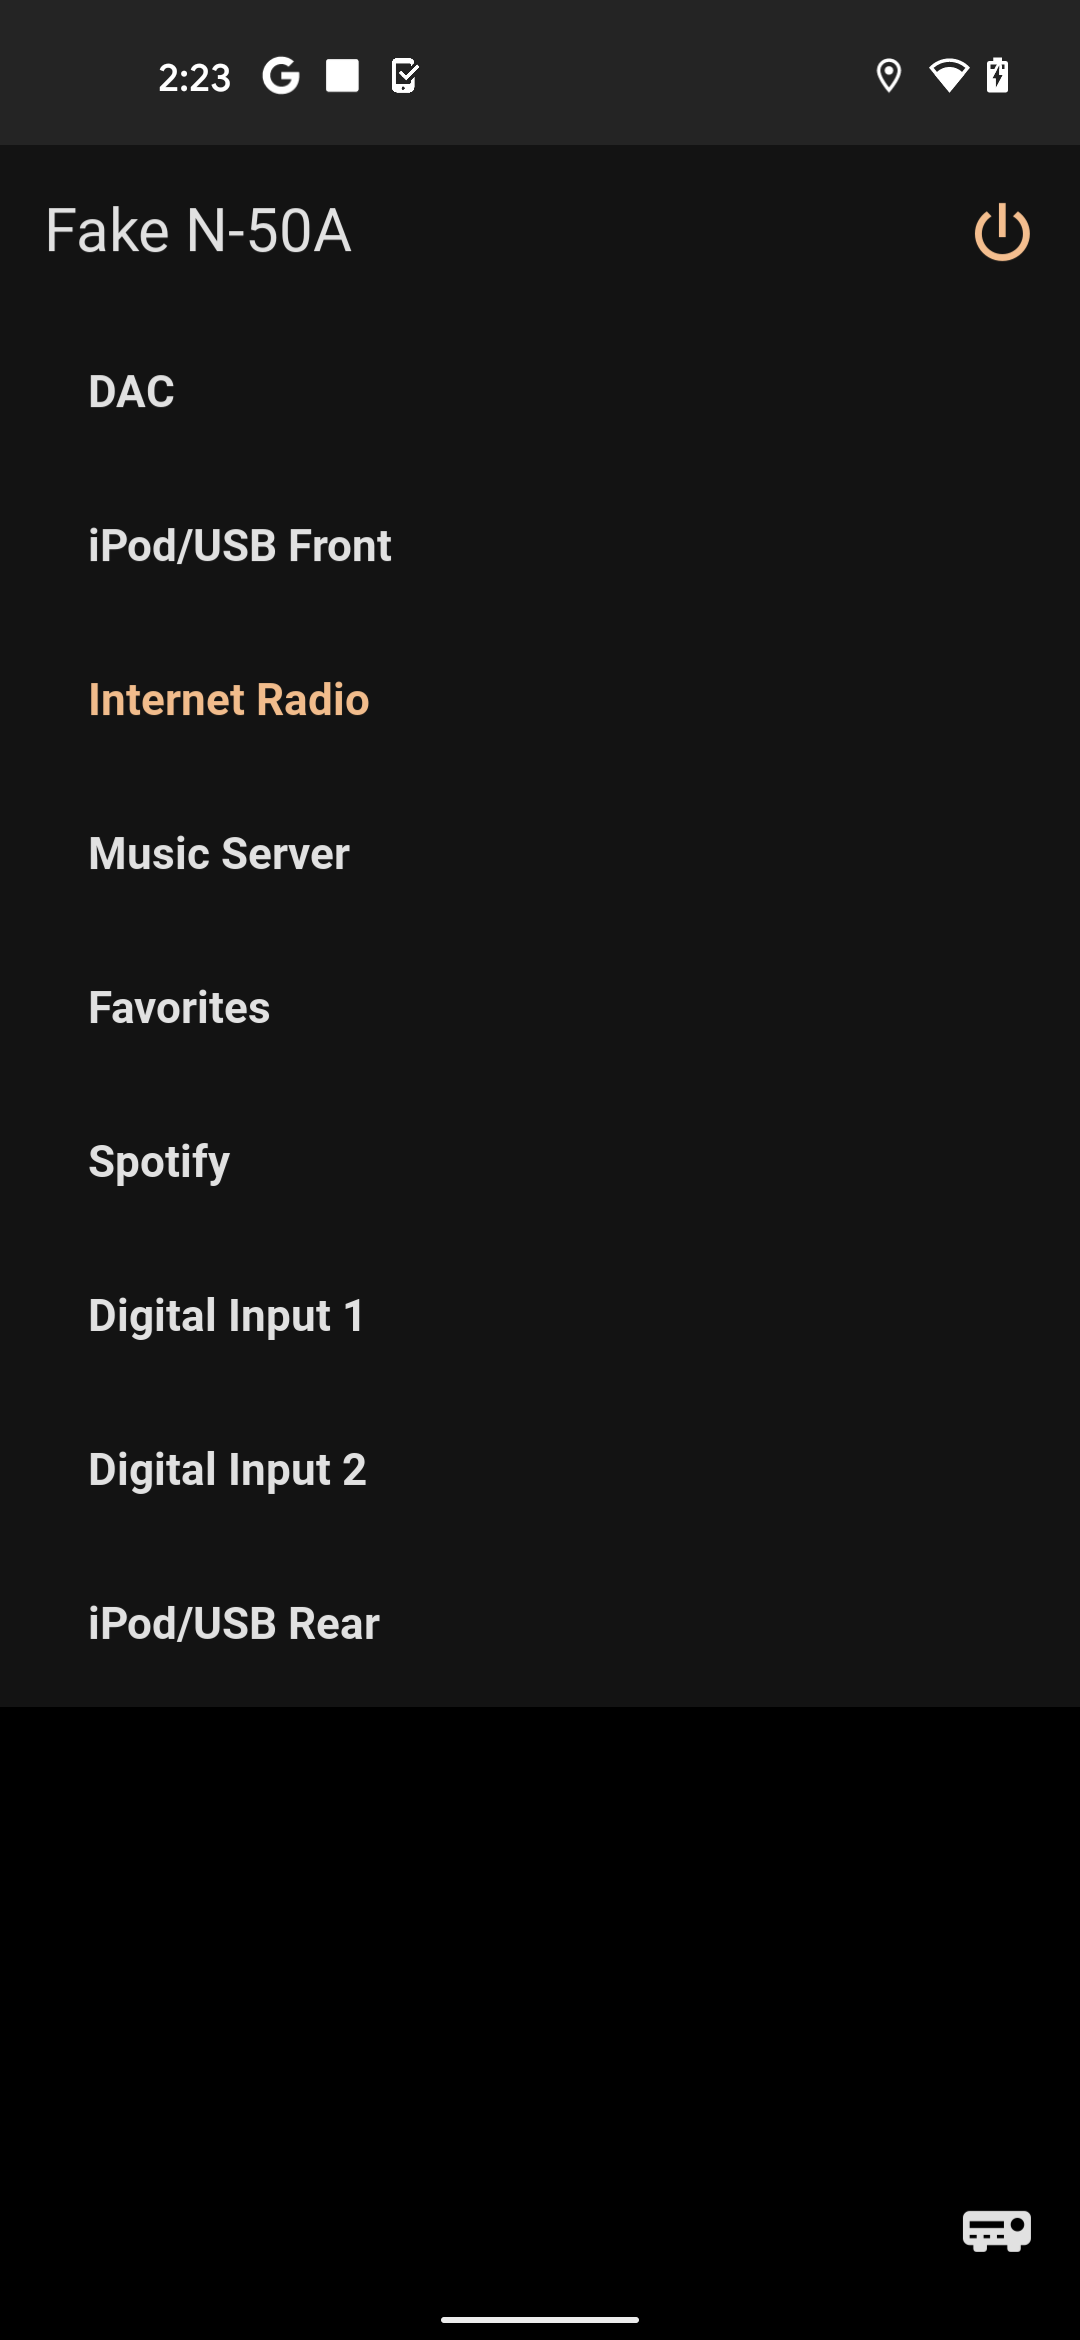 2:23
Fake N-50A
DAC
iPod/USB Front
Internet Radio
Music Server
Favorites
Spotify
Digital Input 1
Digital Input 2
iPod/USB Rear